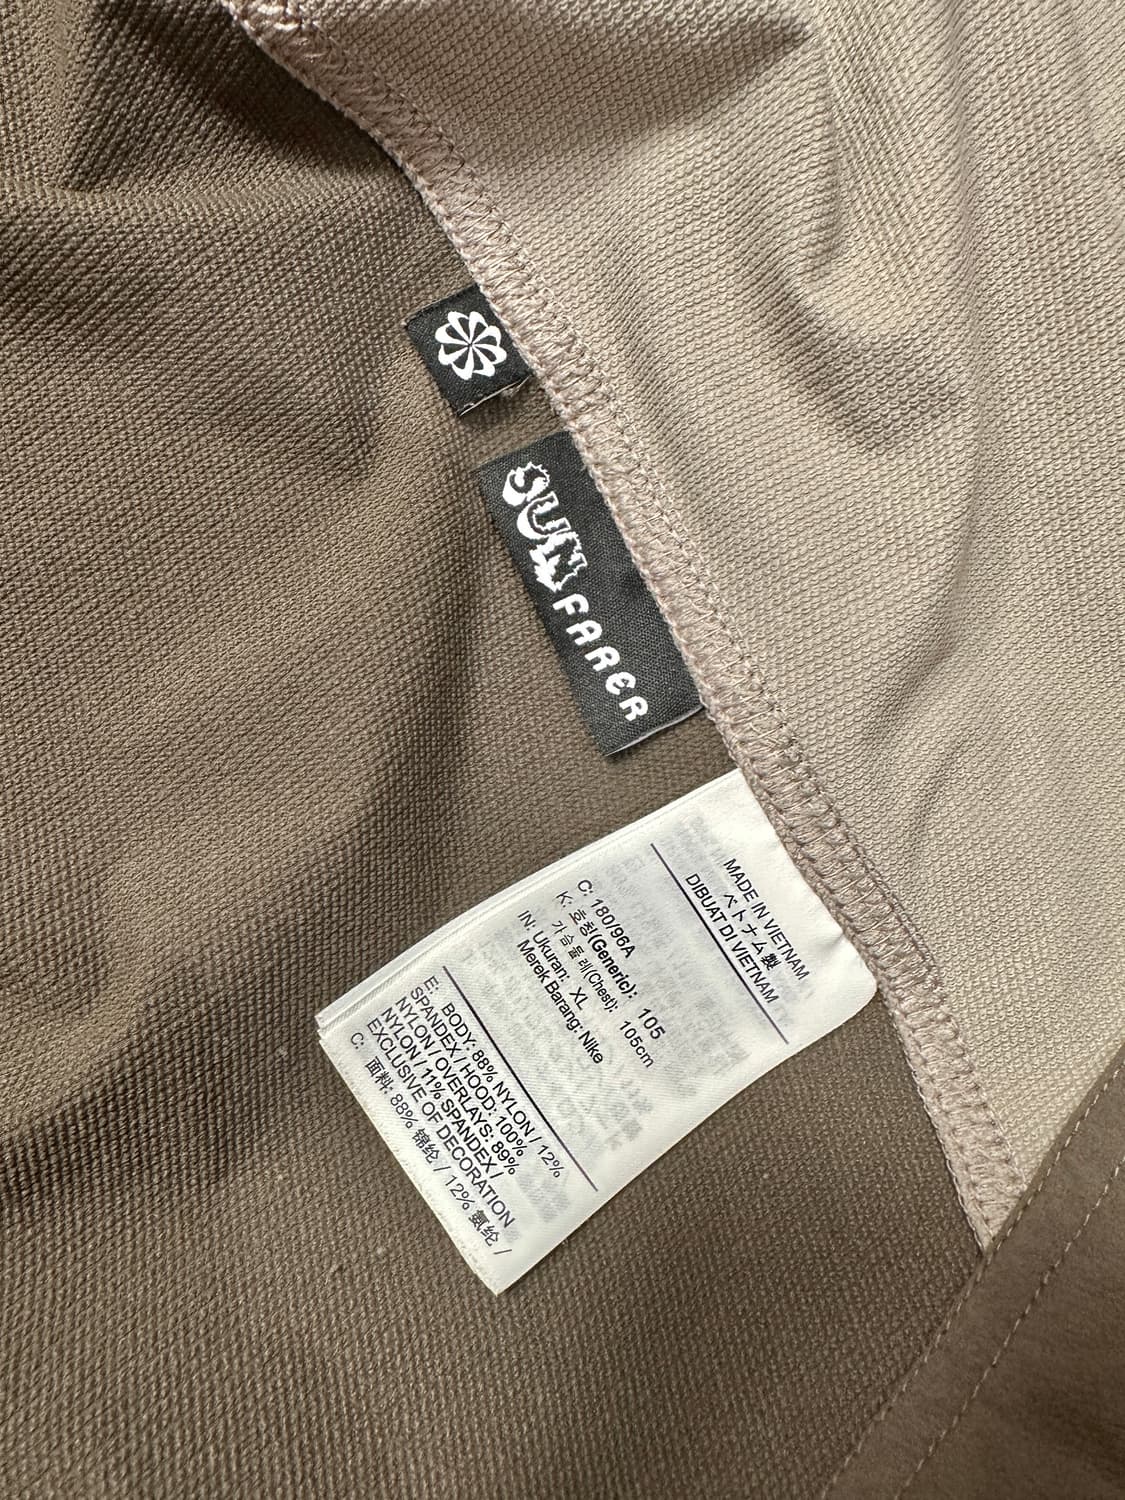 SUN
FARER
MADE IN VIETNAM
ベトナム製
DIBUAT DI VIETNAM
C: 180/96A
K: 호칭(Generic): 105
가슴둘레(Chest): 105cm
IN: Ukuran: XL
Merek Barang: Nike
E: BODY: 88% NYLON / 12%
SPANDEX / HOOD: 100%
NYLON / OVERLAYS: 89%
NYLON / 11% SPANDEX /
EXCLUSIVE OF DECORATION
C: 面料: 88% 锦纶 / 12% 氨纶 /